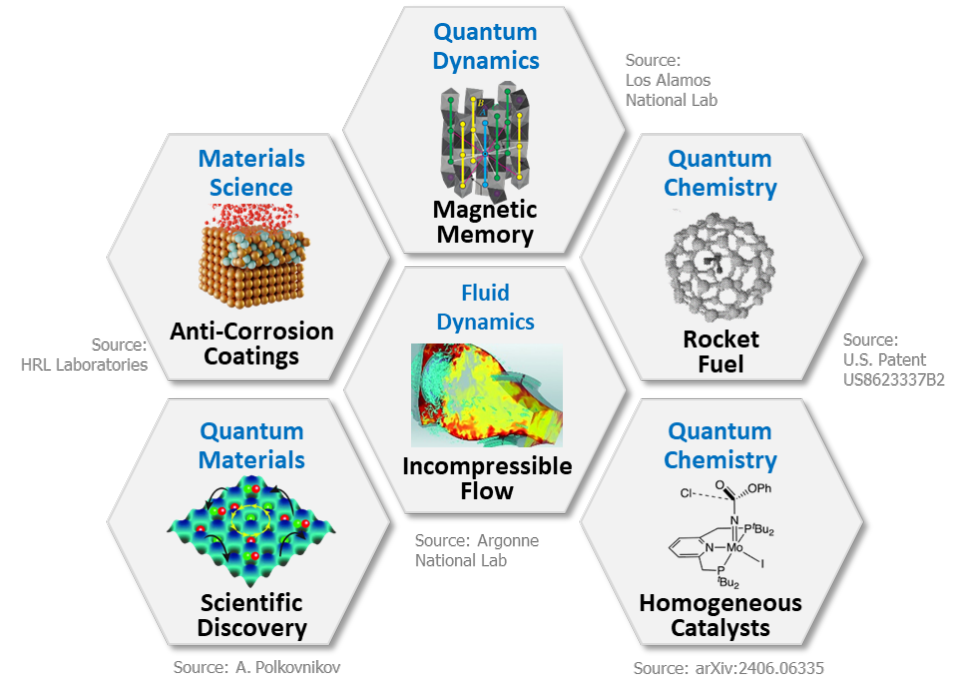 Quantum
Dynamics
Magnetic
Memory
Source:
Los Alamos
National Lab
Materials
Science
Anti-Corrosion
Coatings
Source:
HRL Laboratories
Quantum
Chemistry
Rocket
Fuel
Source:
U.S. Patent
US8623337B2
Fluid
Dynamics
Incompressible
Flow
Source: Argonne
National Lab
Quantum
Materials
Scientific
Discovery
Source: A. Polkovnikov
Quantum
Chemistry
Cl
O
OPh
N
PᵗBu₂
N
Mo
I
P
ᵗBu₂
Homogeneous
Catalysts
Source: arXiv:2406.06335